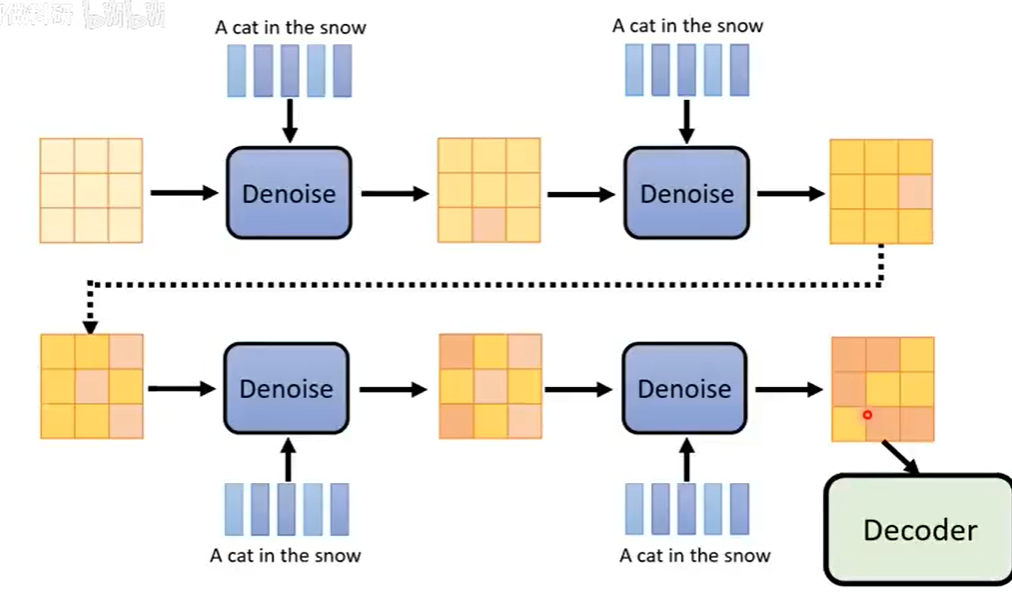 A cat in the snow
A cat in the snow
Denoise
Denoise
Denoise
Denoise
A cat in the snow
A cat in the snow
Decoder